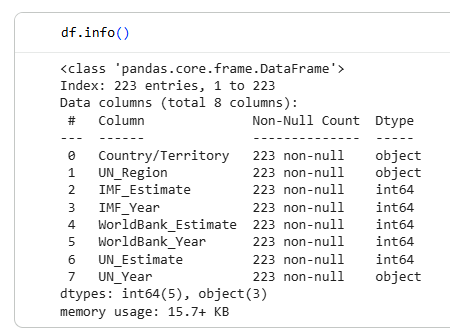 df.info()
<class 'pandas.core.frame.DataFrame'>
Index: 223 entries, 1 to 223
Data columns (total 8 columns):
 #   Column              Non-Null Count  Dtype
---  ------              --------------  -----
 0   Country/Territory   223 non-null    object
 1   UN_Region           223 non-null    object
 2   IMF_Estimate        223 non-null    int64
 3   IMF_Year            223 non-null    int64
 4   WorldBank_Estimate  223 non-null    int64
 5   WorldBank_Year      223 non-null    int64
 6   UN_Estimate         223 non-null    int64
 7   UN_Year             223 non-null    object
dtypes: int64(5), object(3)
memory usage: 15.7+ KB